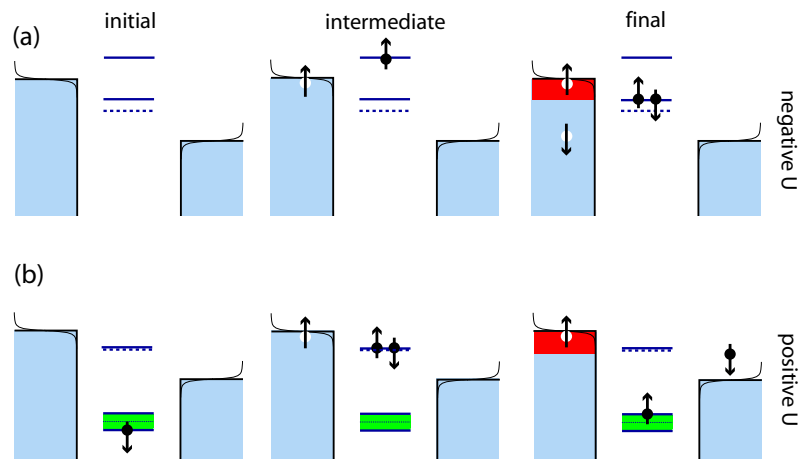 initial
intermediate
final
(a)
negative U
(b)
positive U